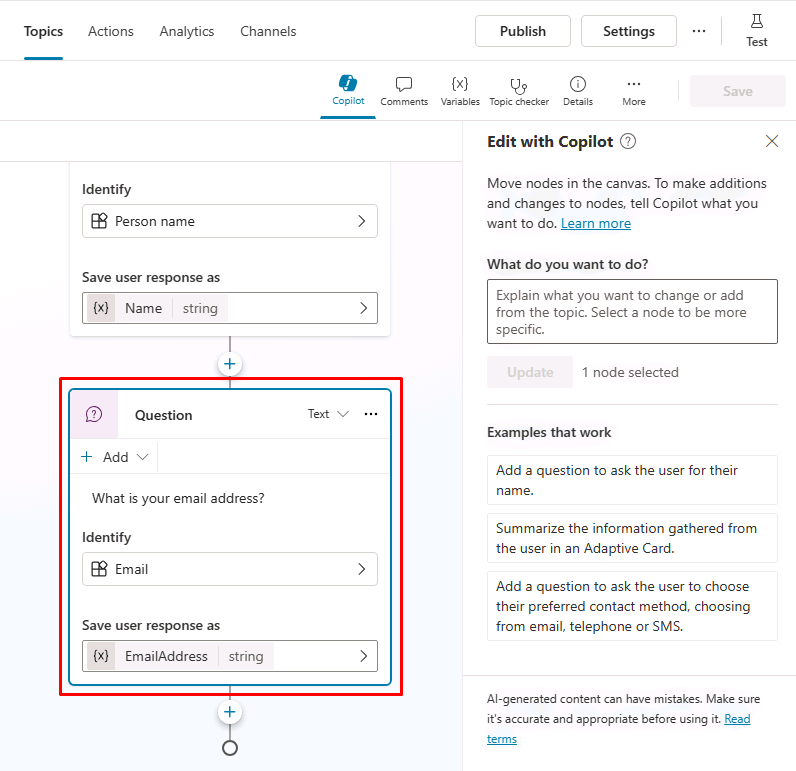 Topics Actions Analytics Channels Publish Settings ... Test
Copilot Comments {x} Variables Topic checker Details ... More Save
Identify
Person name
Save user response as
{x} Name string
Question Text ...
+ Add
What is your email address?
Identify
Email
Save user response as
{x} EmailAddress string
Edit with Copilot ?
Move nodes in the canvas. To make additions
and changes to nodes, tell Copilot what you
want to do. Learn more
What do you want to do?
Explain what you want to change or add
from the topic. Select a node to be more
specific.
Update 1 node selected
Examples that work
Add a question to ask the user for their
name.
Summarize the information gathered from
the user in an Adaptive Card.
Add a question to ask the user to choose
their preferred contact method, choosing
from email, telephone or SMS.
AI-generated content can have mistakes. Make sure
it's accurate and appropriate before using it. Read
terms